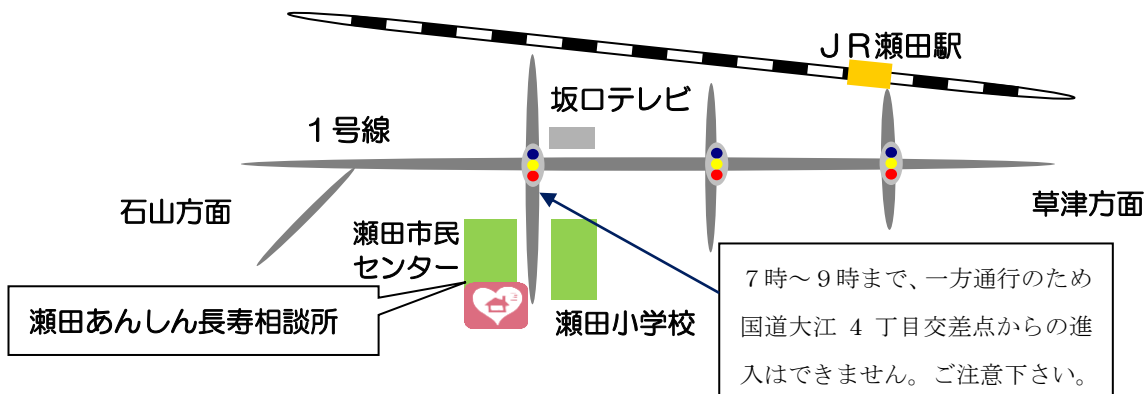 JR瀬田駅
坂口テレビ
1号線
石山方面
草津方面
瀬田市民
センター
瀬田あんしん長寿相談所
瀬田小学校
7時~9時まで、一方通行のため
国道大江 4 丁目交差点からの進
入はできません。ご注意下さい。